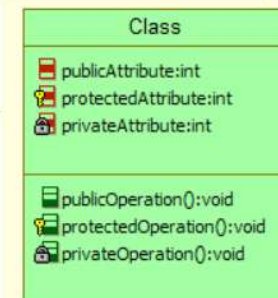 Class
publicAttribute:int
protectedAttribute:int
privateAttribute:int
publicOperation():void
protectedOperation():void
privateOperation():void